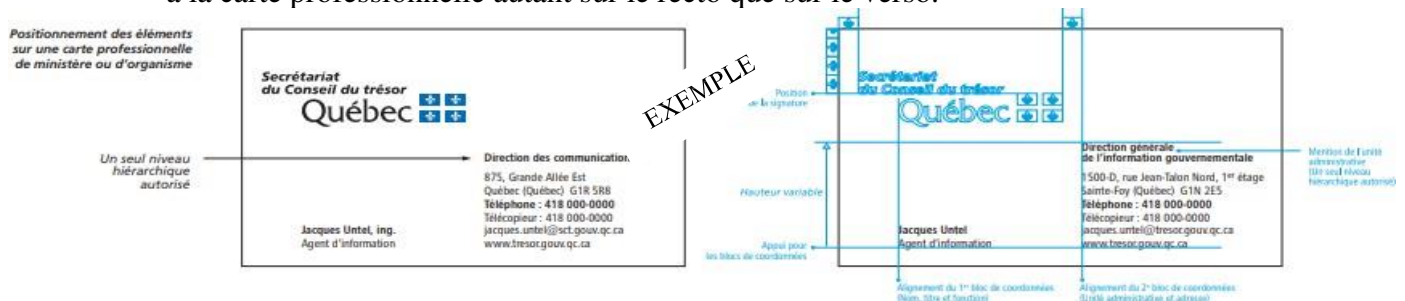 à la carte professionnelle autant sur le recto que sur le verso.
Positionnement des éléments
sur une carte professionnelle
de ministère ou d'organisme
Un seul niveau
hiérarchique
autorisé
Secrétariat
du Conseil du trésor
Québec
Direction des communication
875, Grande Allée Est
Québec (Québec) G1R 5R8
Téléphone : 418 000-0000
Télécopieur : 418 000-0000
jacques.untel@sct.gouv.qc.ca
www.tresor.gouv.qc.ca
Jacques Untel, ing.
Agent d'information
EXEMPLE
Position
de la signature
Hauteur variable
Appui pour
les blocs de coordonnées
Secrétariat
du Conseil du trésor
Québec
Direction générale
de l'information gouvernementale
1500-D, rue Jean-Talon Nord, 1er étage
Sainte-Foy (Québec) G1N 2E5
Téléphone : 418 000-0000
Télécopieur : 418 000-0000
jacques.untel@tresor.gouv.qc.ca
www.tresor.gouv.qc.ca
Jacques Untel
Agent d'information
Mention de l'unité
administrative
(Un seul niveau
hiérarchique autorisé)
Alignement du 1er bloc de coordonnées
(Nom, titre et fonction)
Alignement du 2e bloc de coordonnées
(Unité administrative et adresse)